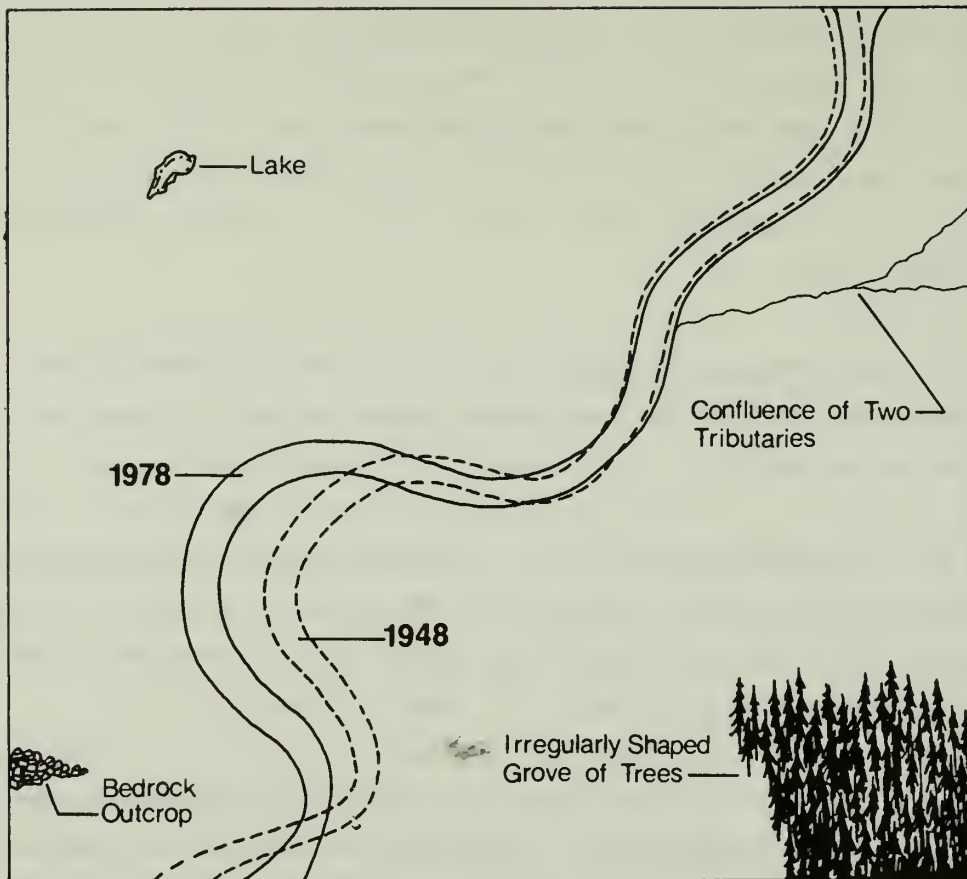 Lake
Confluence of Two
Tributaries
1978
1948
Irregularly Shaped
Grove of Trees
Bedrock
Outcrop